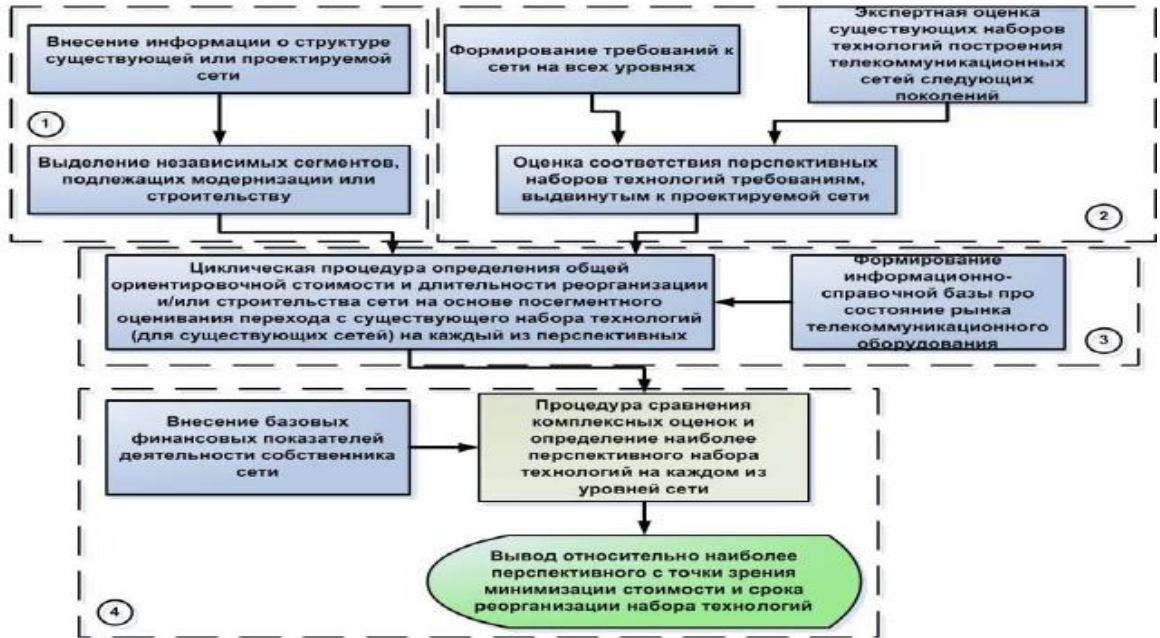 Внесение информации о структуре
существующей или проектируемой
сети
1
Выделение независимых сегментов,
подлежащих модернизации или
строительству
Формирование требований к
сети на всех уровнях
Экспертная оценка
существующих наборов
технологий построения
телекоммуникационных
сетей следующих
поколений
Оценка соответствия перспективных
наборов технологий требованиям,
выдвинутым к проектируемой сети
2
Циклическая процедура определения общей
ориентировочной стоимости и длительности реорганизации
и/или строительства сети на основе посегментного
оценивания перехода с существующего набора технологий
(для существующих сетей) на каждый из перспективных
Формирование
информационно-
справочной базы про
состояние рынка
телекоммуникационного
оборудования
3
Внесение базовых
финансовых показателей
деятельности собственника
сети
Процедура сравнения
комплексных оценок и
определение наиболее
перспективного набора
технологий на каждом из
уровней сети
Вывод относительно наиболее
перспективного с точки зрения
минимизации стоимости и срока
реорганизации набора технологий
4